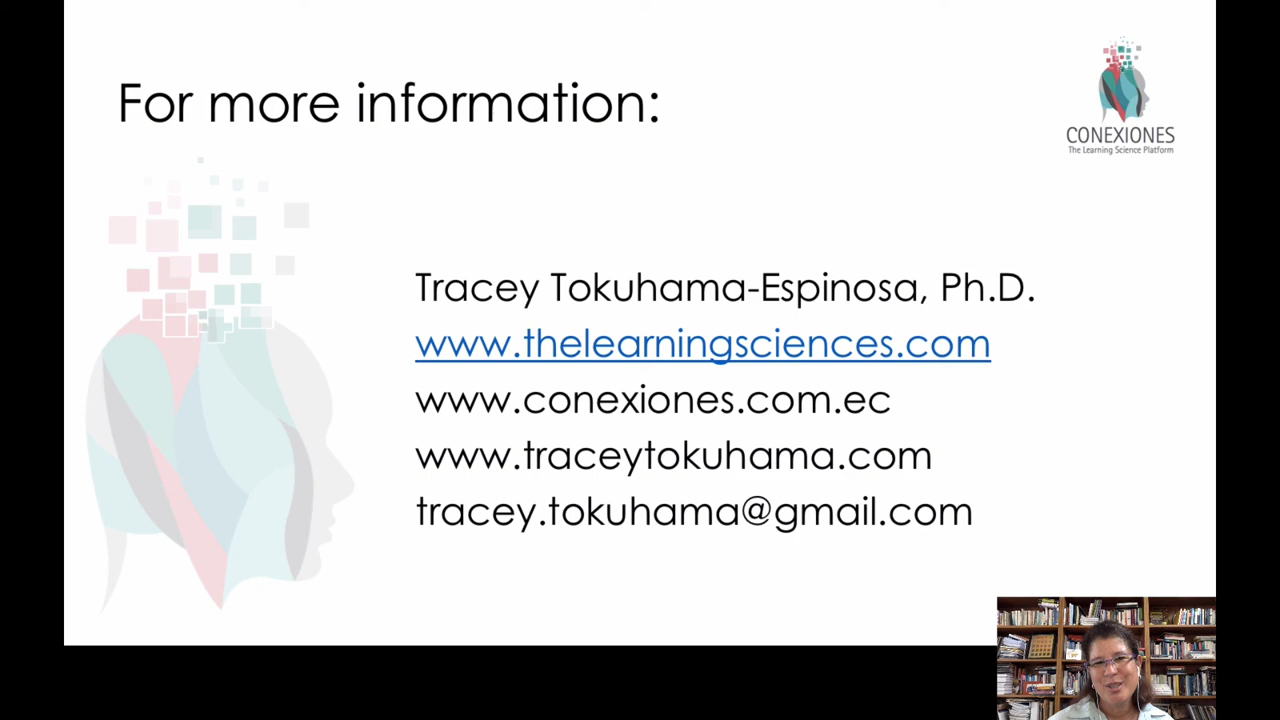 For more information:
CONEXIONES
The Learning Science Platform
Tracey Tokuhama-Espinosa, Ph.D.
www.thelearningsciences.com
www.conexiones.com.ec
www.traceytokuhama.com
tracey.tokuhama@gmail.com